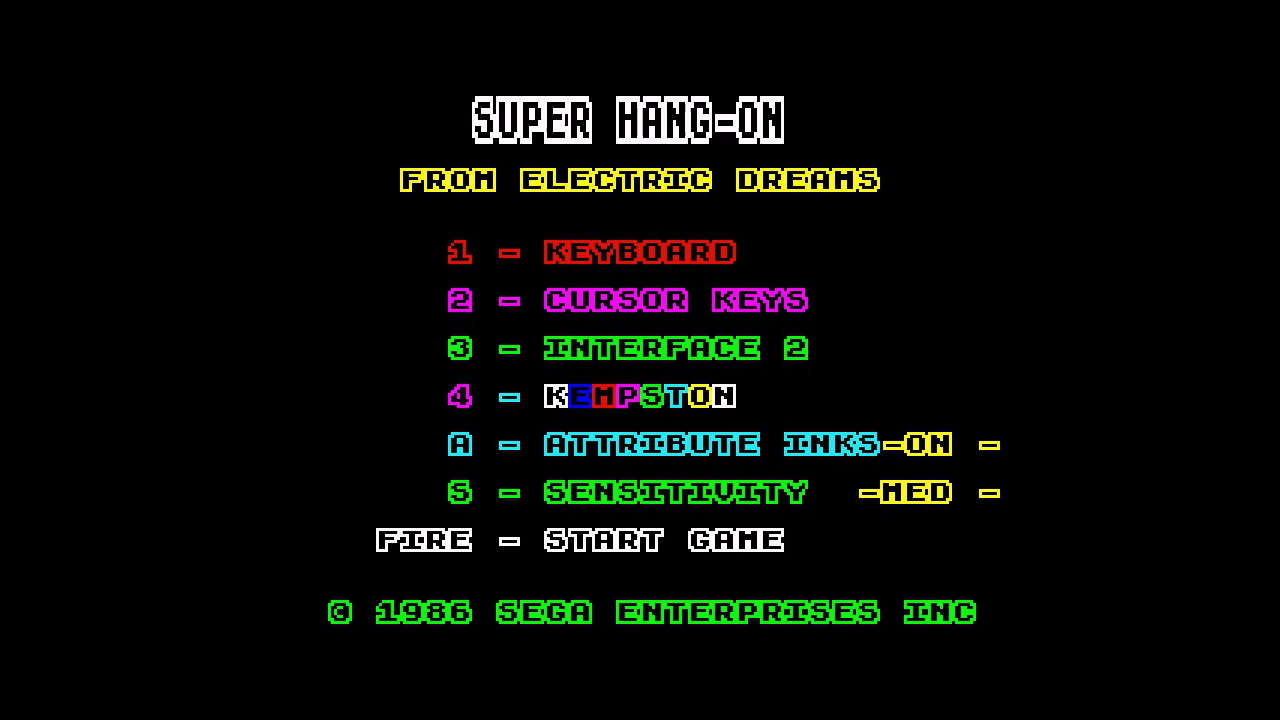 SUPER HANG-ON
FROM ELECTRIC DREAMS
1 - KEYBOARD
2 - CURSOR KEYS
3 - INTERFACE 2
4 - KEMPSTON
A - ATTRIBUTE INKS-ON -
S - SENSITIVITY -MED -
FIRE - START GAME
© 1986 SEGA ENTERPRISES INC